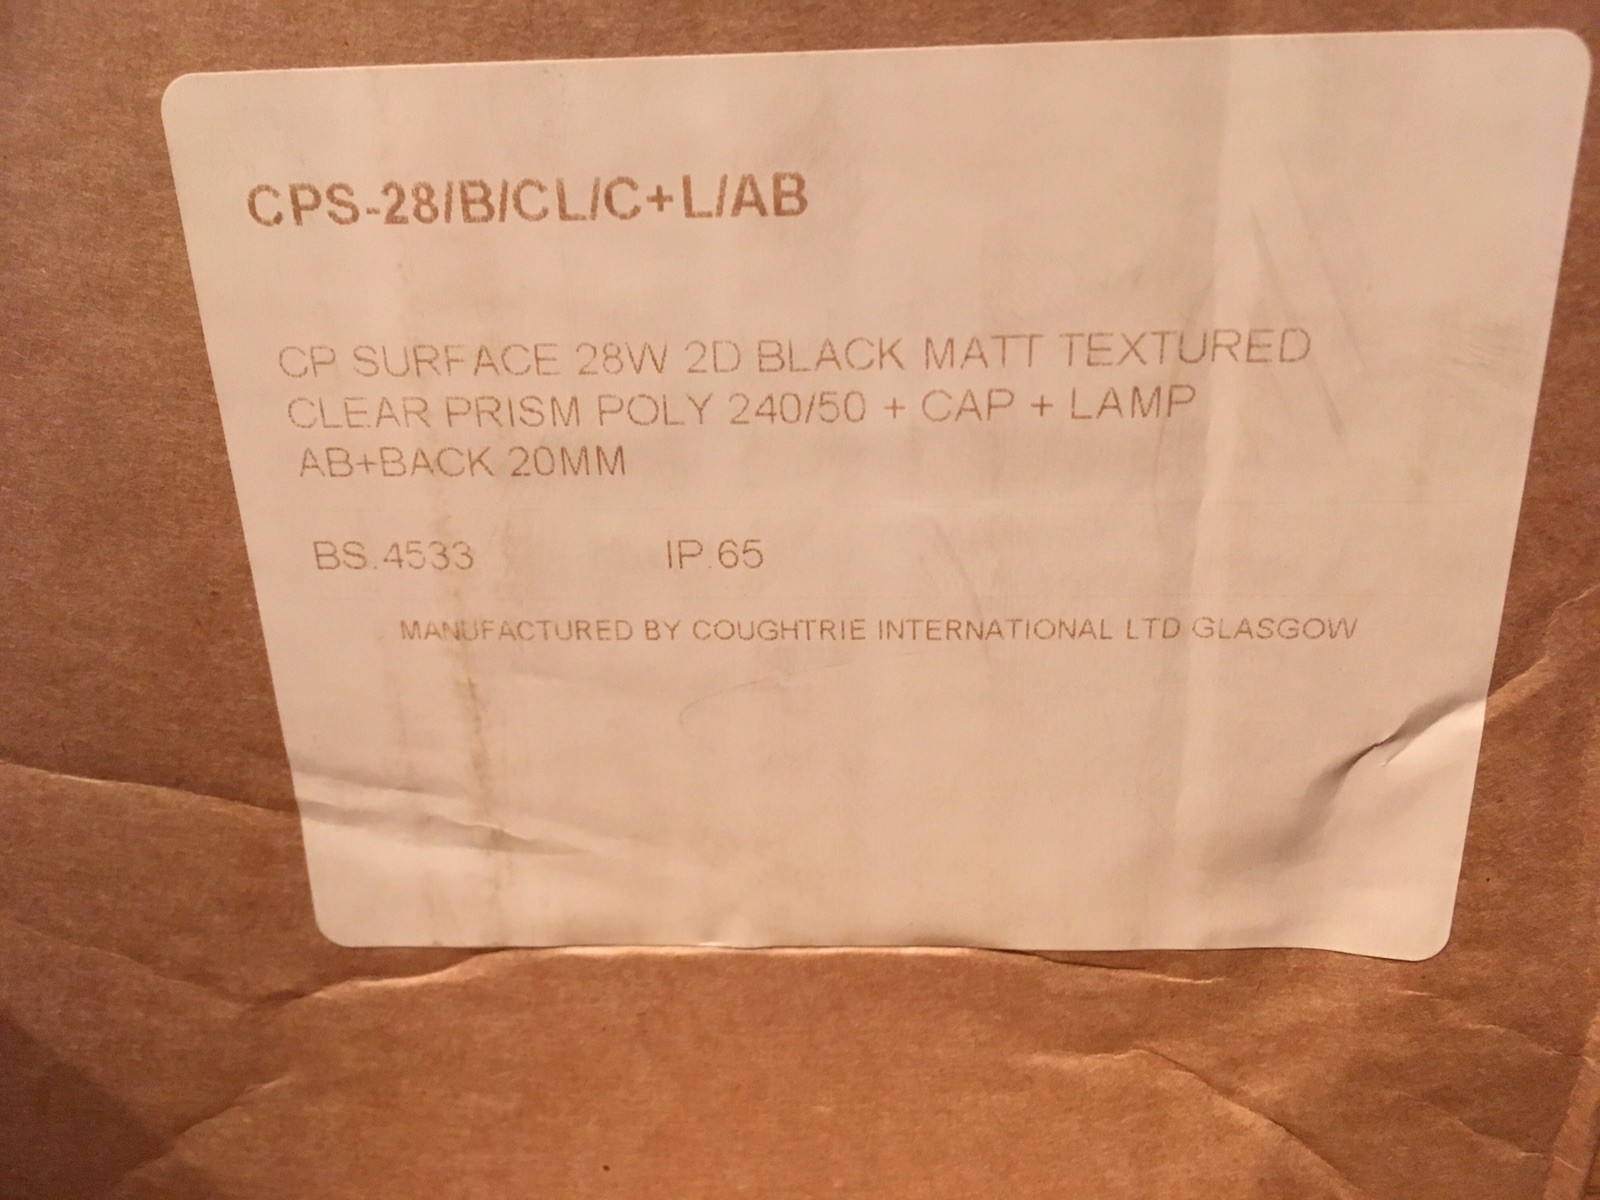 CPS-28/B/CL/C+L/AB
CP SURFACE 28W 2D BLACK MATT TEXTURED
CLEAR PRISM POLY 240/50 + CAP + LAMP
AB+BACK 20MM
BS.4533 IP.65
MANUFACTURED BY COUGHTRIE INTERNATIONAL LTD GLASGOW